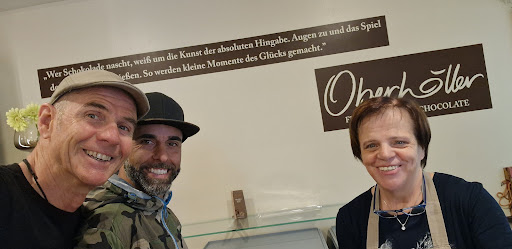 „Wer Schokolade nascht, weiß um die Kunst der absoluten Hingabe. Augen zu und das Spiel
ießen. So werden kleine Momente des Glücks gemacht.“
Oberhöller
CHOCOLATE